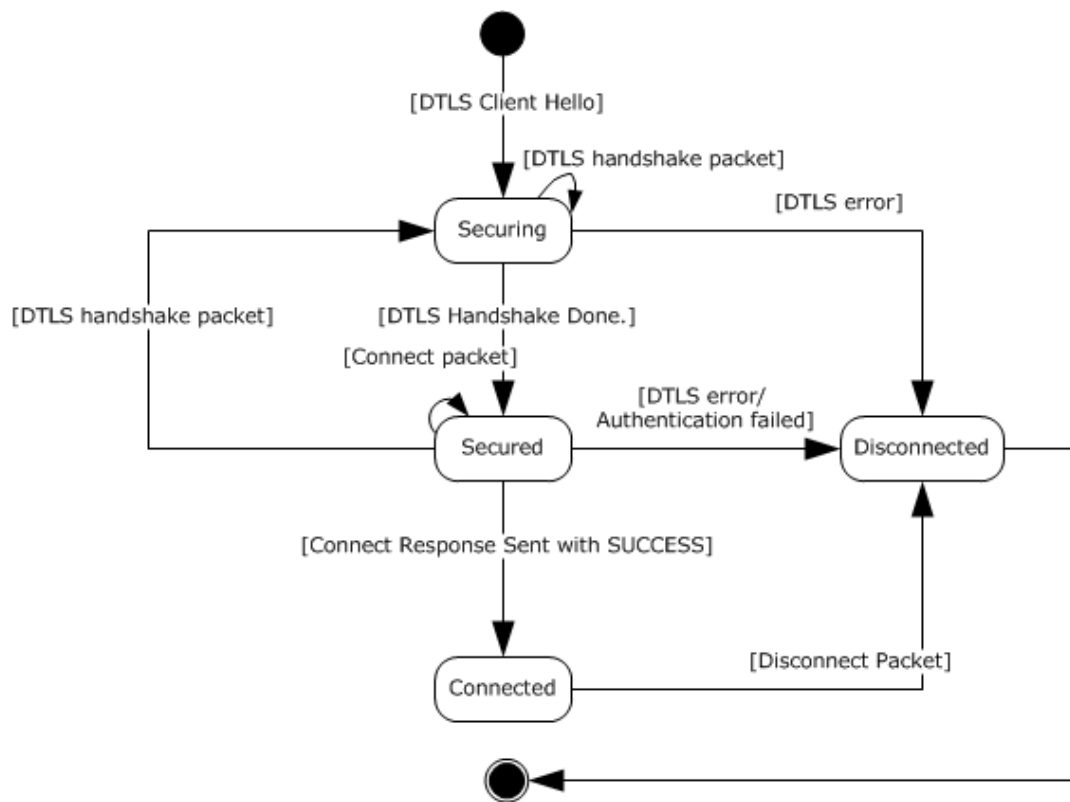 [DTLS Client Hello]
[DTLS handshake packet]
[DTLS error]
Securing
[DTLS handshake packet]
[DTLS Handshake Done.]
[Connect packet]
[DTLS error/
Authentication failed]
Secured
Disconnected
[Connect Response Sent with SUCCESS]
[Disconnect Packet]
Connected